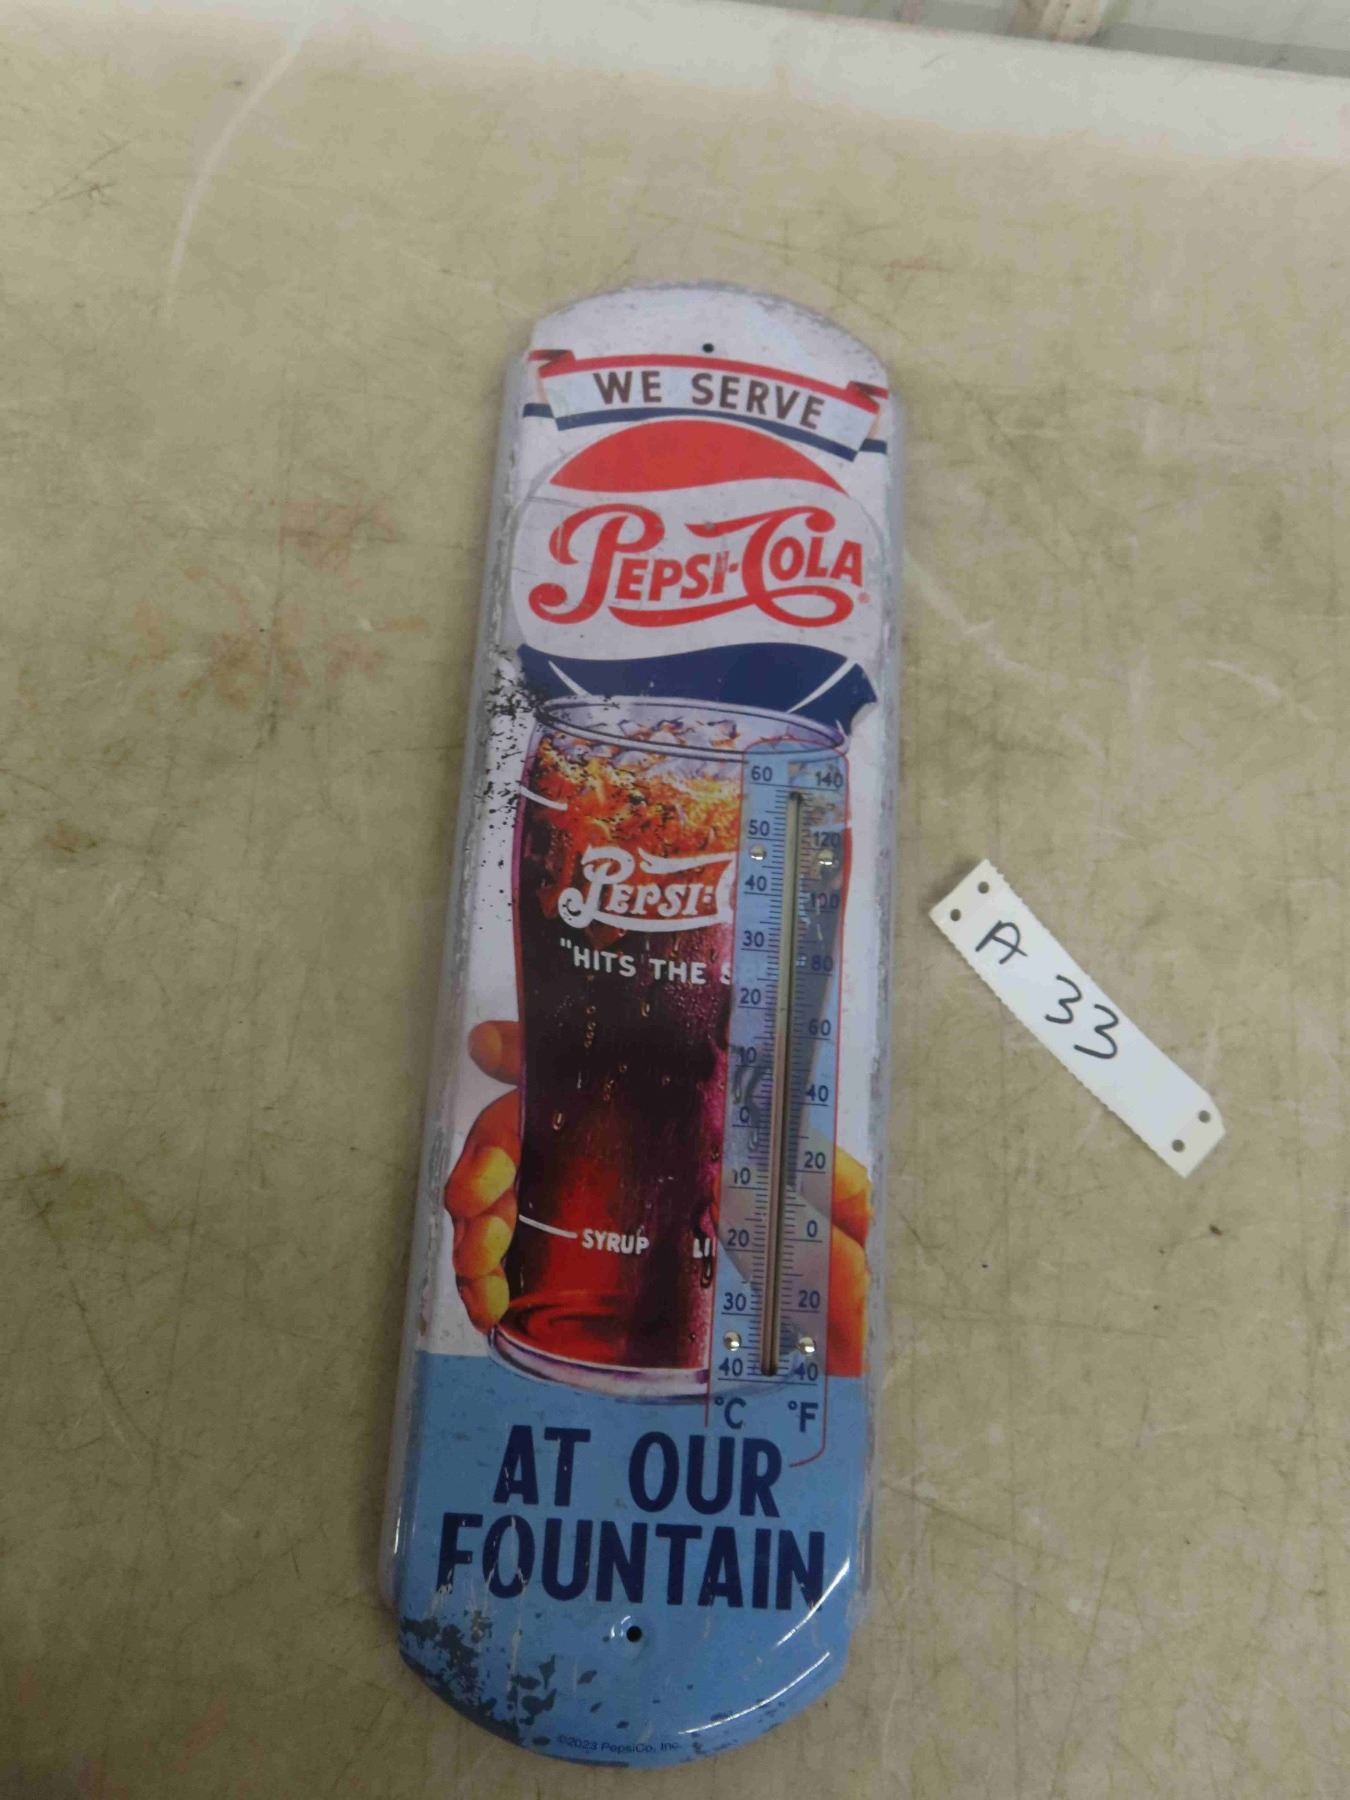 WE SERVE
PEPSI-COLA®
PEPSI-C
"HITS THE S
SYRUP LI
60 140
50 120
40 100
30 80
20 60
10 40
0
10 20
20 0
30 20
40 40
°C °F
AT OUR
FOUNTAIN
©2023 PepsiCo, Inc.
A 33